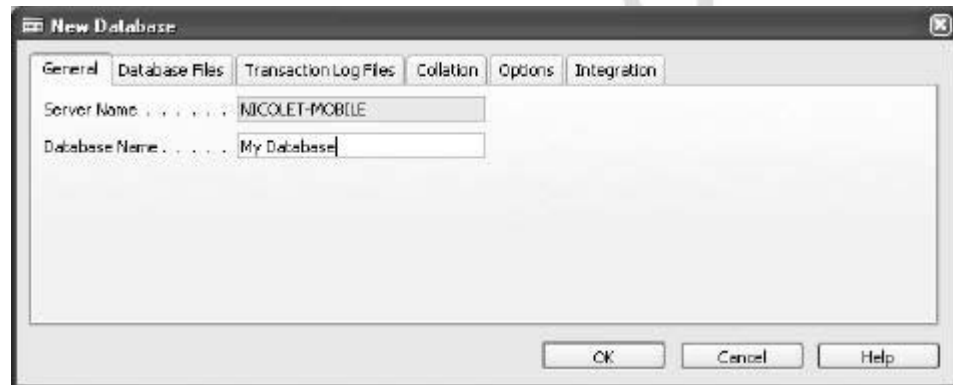 New Database
General Database Files Transaction Log Files Collation Options Integration
Server Name . . . . . . NICOLET-MOBILE
Database Name . . . . . My Database
OK Cancel Help